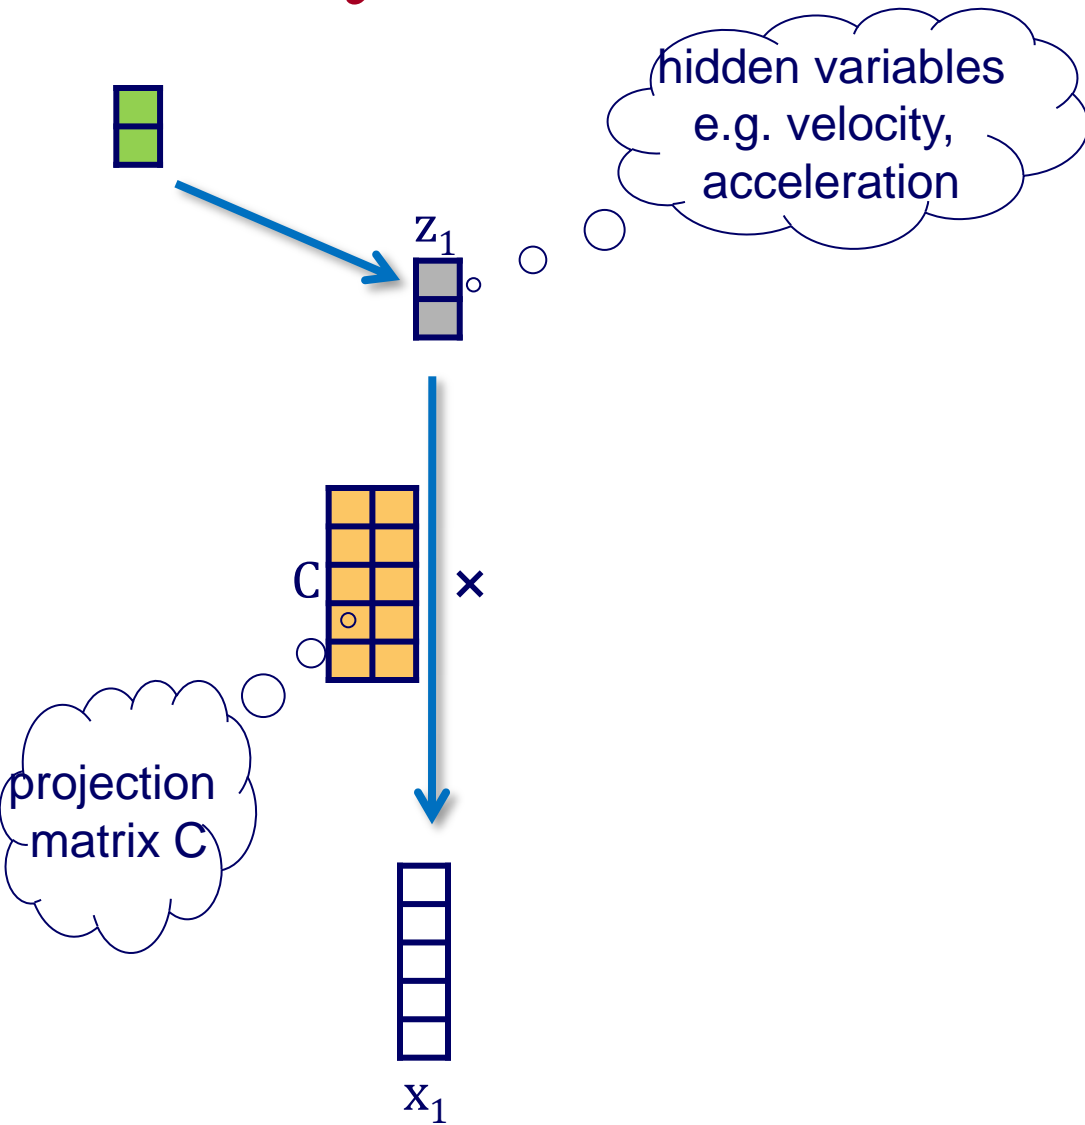 hidden variables
e.g. velocity,
acceleration
z₁
C
×
projection
matrix C
x₁